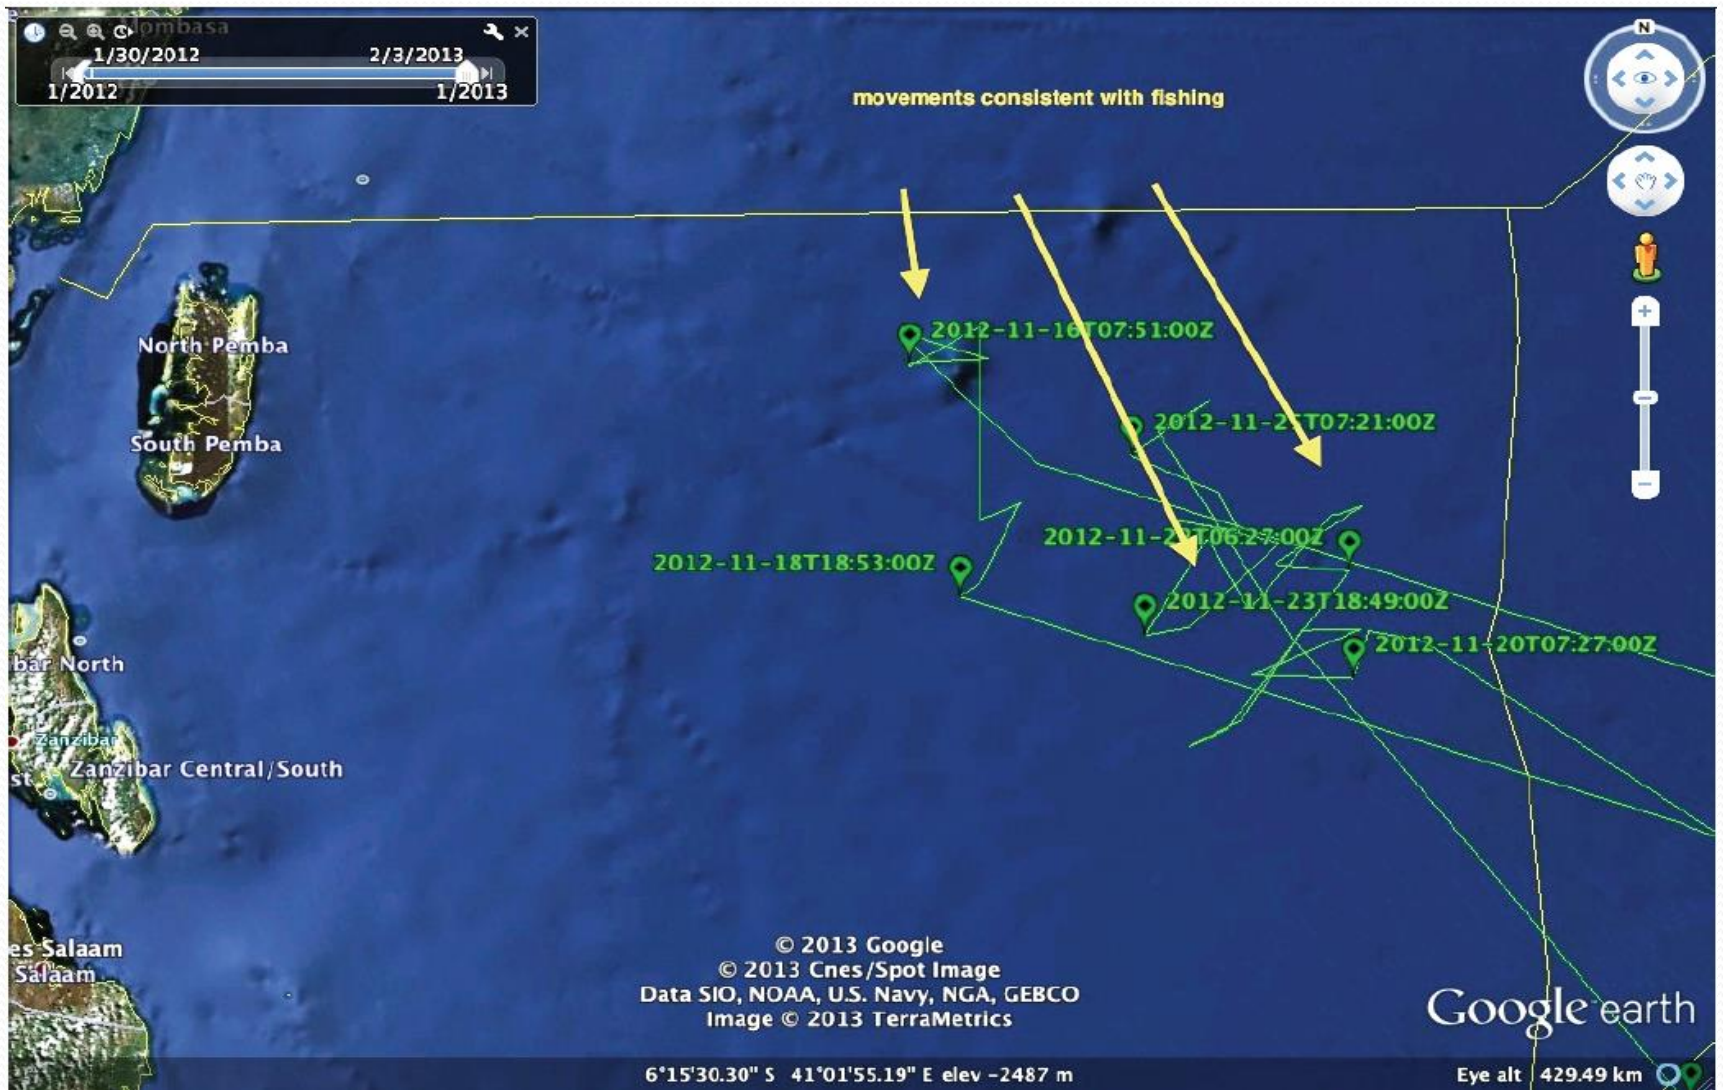 Mombasa
1/30/2012 2/3/2013
1/2012 1/2013
movements consistent with fishing
N
2012-11-16T07:51:00Z
North Pemba
2012-11-25T07:21:00Z
South Pemba
2012-11-22T06:27:00Z
2012-11-18T18:53:00Z
2012-11-23T18:49:00Z
2012-11-20T07:27:00Z
bar North
Zanzibar
st
Zanzibar Central/South
es Salaam
Salaam
© 2013 Google
© 2013 Cnes/Spot Image
Data SIO, NOAA, U.S. Navy, NGA, GEBCO
Image © 2013 TerraMetrics
Google earth
6°15'30.30" S 41°01'55.19" E elev -2487 m
Eye alt 429.49 km